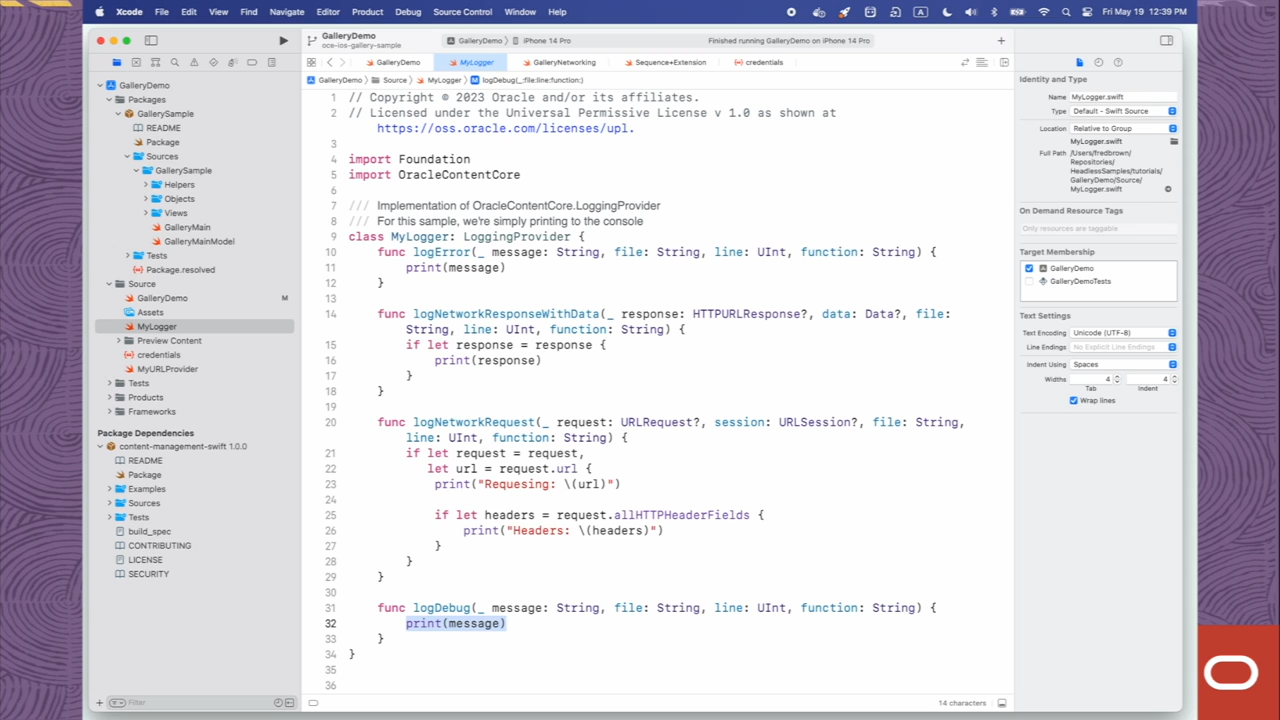 Xcode File Edit View Find Navigate Editor Product Debug Source Control Window Help
A
Fri May 19 12:39 PM
GalleryDemo
oce-ios-gallery-sample
GalleryDemo
iPhone 14 Pro
Finished running GalleryDemo on iPhone 14 Pro
GalleryDemo
MyLogger
GalleryNetworking
Sequence+Extension
credentials
GalleryDemo
Source
MyLogger
logDebug(_:file:line:function:)
GalleryDemo
Packages
GallerySample
README
Package
Sources
GallerySample
Helpers
Objects
Views
GalleryMain
GalleryMainModel
Tests
Package.resolved
Source
GalleryDemo M
Assets
MyLogger
Preview Content
credentials
MyURLProvider
Tests
Products
Frameworks
Package Dependencies
content-management-swift 1.0.0
README
Package
Examples
Sources
Tests
build_spec
CONTRIBUTING
LICENSE
SECURITY
Filter
1 // Copyright © 2023 Oracle and/or its affiliates.
2 // Licensed under the Universal Permissive License v 1.0 as shown at
https://oss.oracle.com/licenses/upl.
3
4 import Foundation
5 import OracleContentCore
6
7 /// Implementation of OracleContentCore.LoggingProvider
8 /// For this sample, we're simply printing to the console
9 class MyLogger: LoggingProvider {
10 func logError(_ message: String, file: String, line: UInt, function: String) {
11 print(message)
12 }
13
14 func logNetworkResponseWithData(_ response: HTTPURLResponse?, data: Data?, file:
String, line: UInt, function: String) {
15 if let response = response {
16 print(response)
17 }
18 }
19
20 func logNetworkRequest(_ request: URLRequest?, session: URLSession?, file: String,
line: UInt, function: String) {
21 if let request = request,
22 let url = request.url {
23 print("Requesing: \(url)")
24
25 if let headers = request.allHTTPHeaderFields {
26 print("Headers: \(headers)")
27 }
28 }
29 }
30
31 func logDebug(_ message: String, file: String, line: UInt, function: String) {
32 print(message)
33 }
34 }
35
36
14 characters
Identity and Type
Name MyLogger.swift
Type Default - Swift Source
Location Relative to Group
MyLogger.swift
Full Path /Users/fredbrown/
Repositories/
HeadlessSamples/tutorials/
GalleryDemo/Source/
MyLogger.swift
On Demand Resource Tags
Only resources are taggable
Target Membership
GalleryDemo
GalleryDemoTests
Text Settings
Text Encoding Unicode (UTF-8)
Line Endings No Explicit Line Endings
Indent Using Spaces
Widths 4 4
Tab Indent
Wrap lines